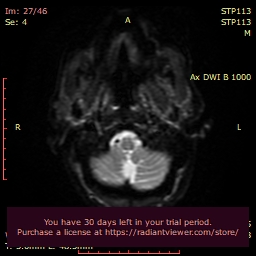 Im: 27/46
STP113
Se: 4
STP113
A
M
Ax DWI B 1000
R
L
You have 30 days left in your trial period.
Purchase a license at https://radiantviewer.com/store/